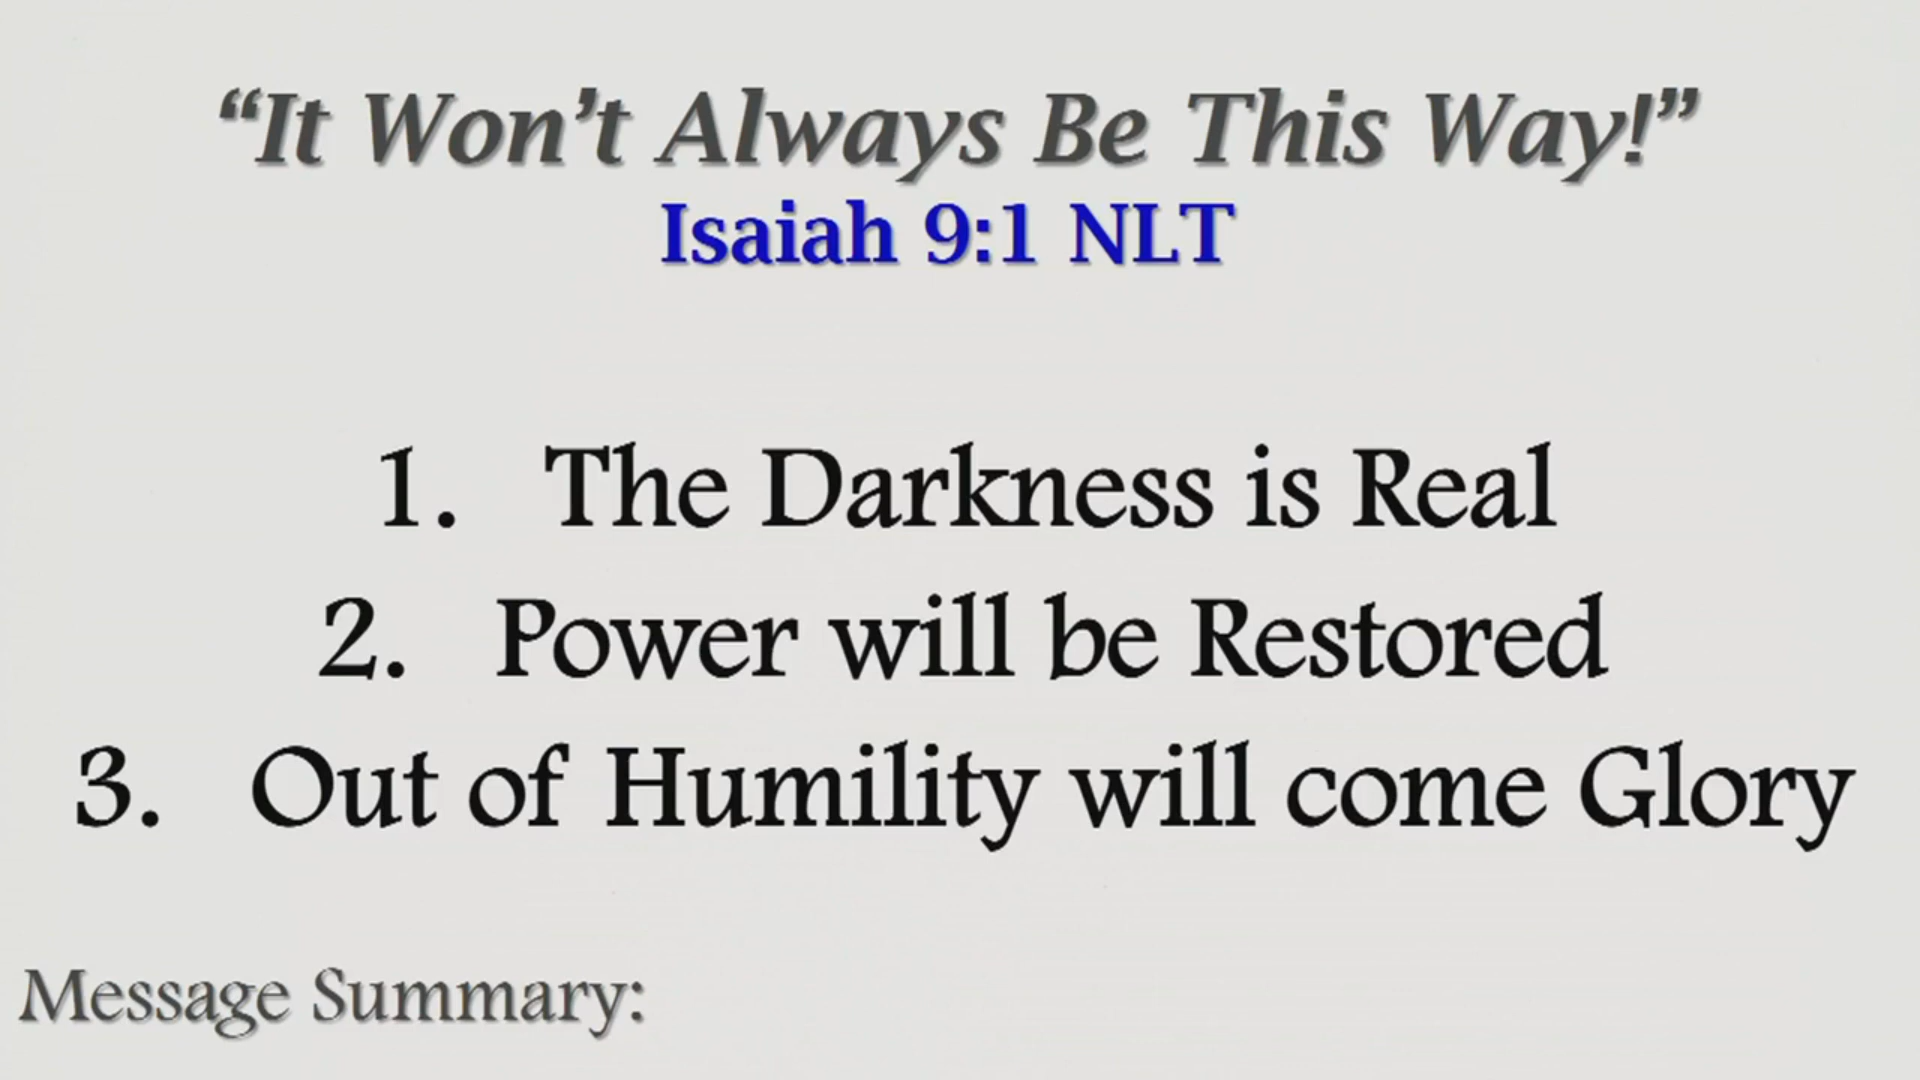 “It Won’t Always Be This Way!”
Isaiah 9:1 NLT
1. The Darkness is Real
2. Power will be Restored
3. Out of Humility will come Glory
Message Summary: